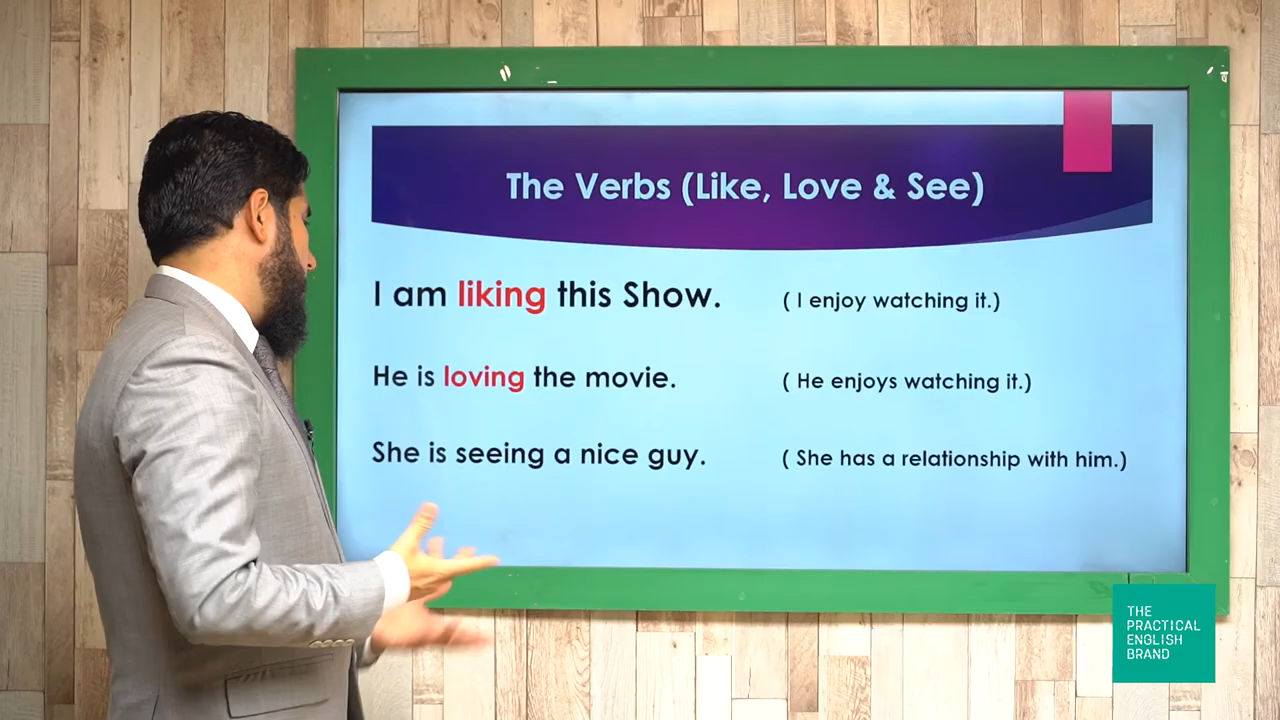 The Verbs (Like, Love & See)
I am liking this Show. ( I enjoy watching it.)
He is loving the movie. ( He enjoys watching it.)
She is seeing a nice guy. ( She has a relationship with him.)
THE
PRACTICAL
ENGLISH
BRAND